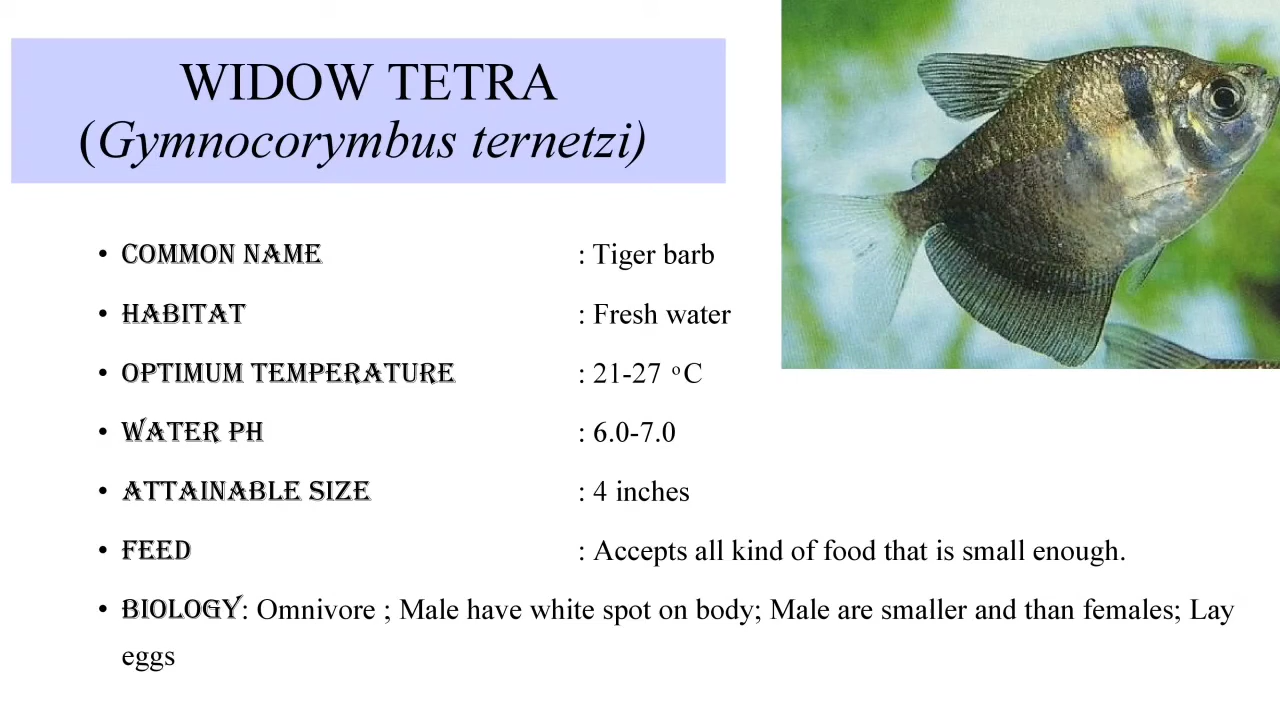 WIDOW TETRA
(Gymnocorymbus ternetzi)
• COMMON NAME : Tiger barb
• HABITAT : Fresh water
• OPTIMUM TEMPERATURE : 21-27 ºC
• WATER PH : 6.0-7.0
• ATTAINABLE SIZE : 4 inches
• FEED : Accepts all kind of food that is small enough.
• BIOLOGY: Omnivore ; Male have white spot on body; Male are smaller and than females; Lay
eggs